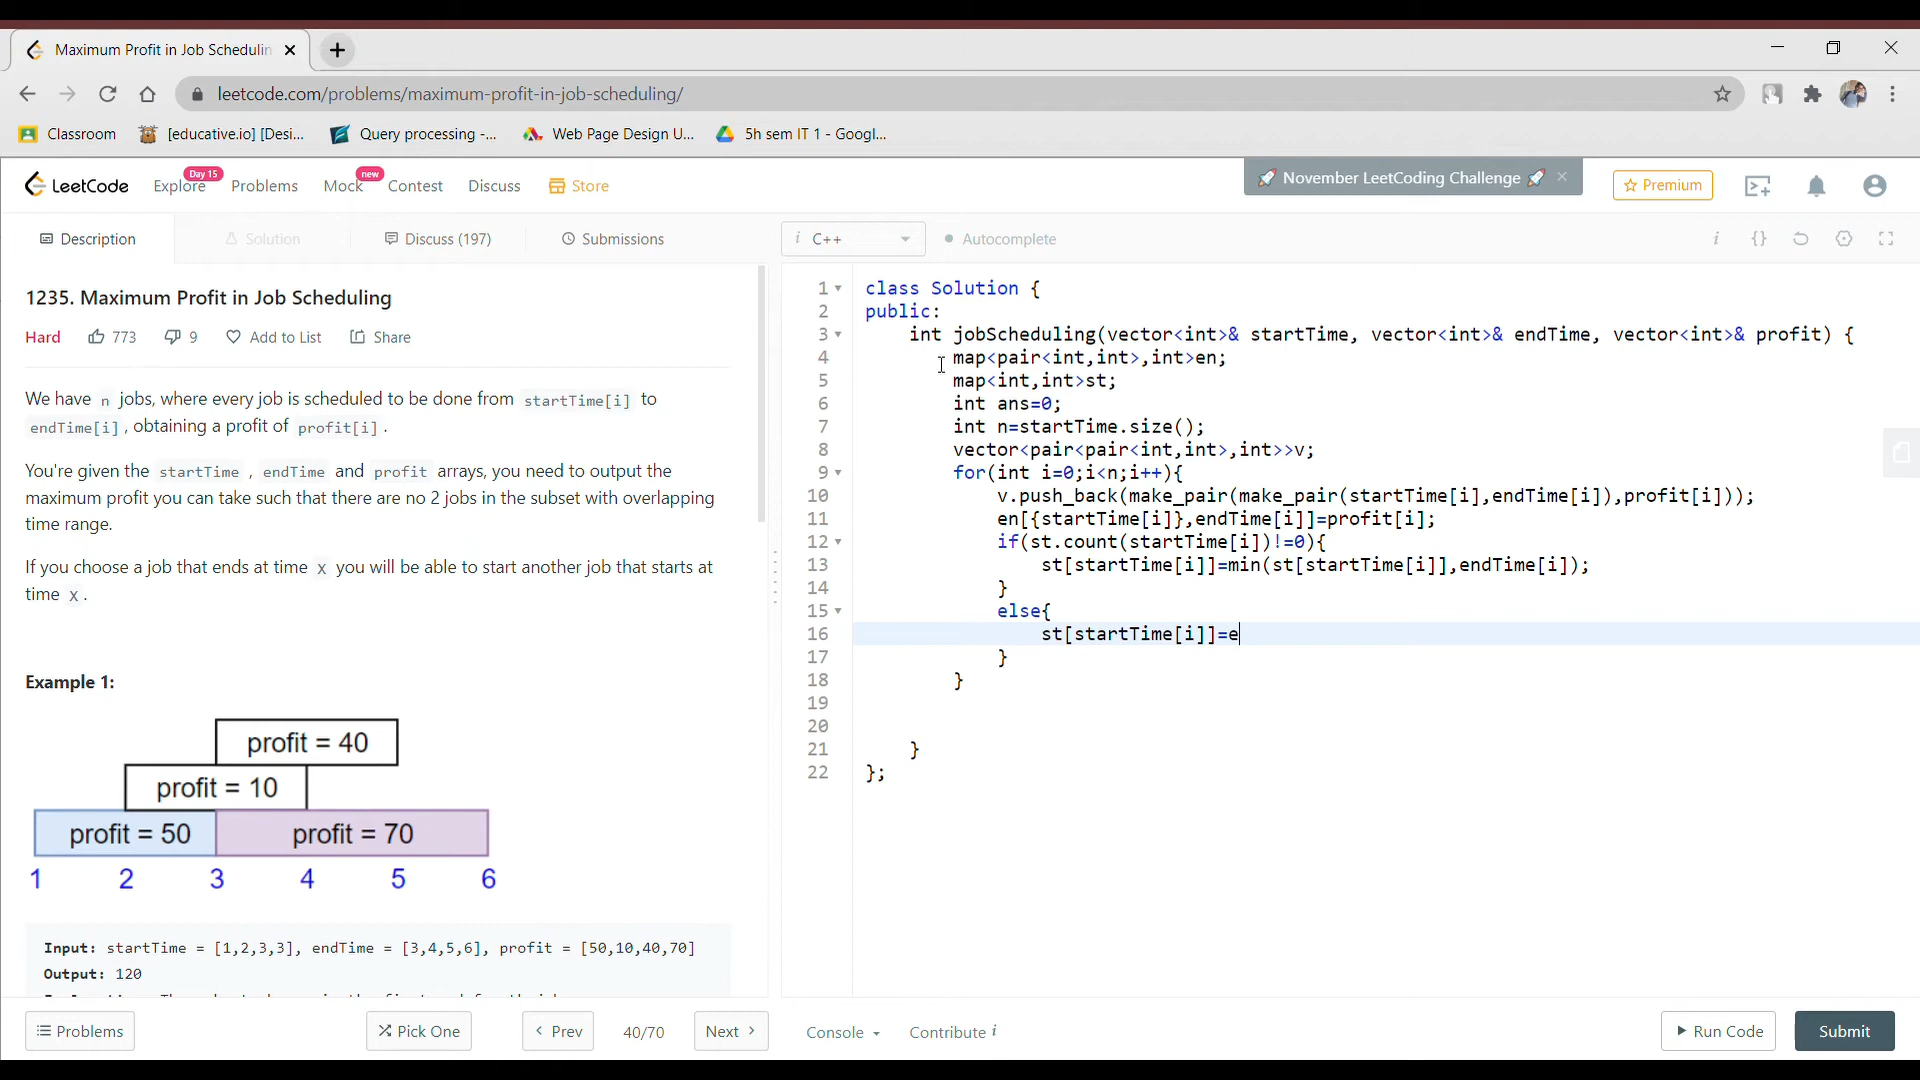 Maximum Profit in Job Schedulin
leetcode.com/problems/maximum-profit-in-job-scheduling/
Classroom
[educative.io] [Desi...
Query processing -...
Web Page Design U...
5h sem IT 1 - Googl...
LeetCode
Explore
Day 15
Problems
Mock
new
Contest
Discuss
Store
November LeetCoding Challenge
Premium
Description
Solution
Discuss (197)
Submissions
i C++
Autocomplete
1235. Maximum Profit in Job Scheduling
Hard
773
9
Add to List
Share
We have n jobs, where every job is scheduled to be done from startTime[i] to
endTime[i], obtaining a profit of profit[i].
You're given the startTime , endTime and profit arrays, you need to output the
maximum profit you can take such that there are no 2 jobs in the subset with overlapping
time range.
If you choose a job that ends at time x you will be able to start another job that starts at
time x .
Example 1:
profit = 40
profit = 10
profit = 50
profit = 70
1 2 3 4 5 6
Input: startTime = [1,2,3,3], endTime = [3,4,5,6], profit = [50,10,40,70]
Output: 120
1 class Solution {
2 public:
3 int jobScheduling(vector<int>& startTime, vector<int>& endTime, vector<int>& profit) {
4 map<pair<int,int>,int>en;
5 map<int,int>st;
6 int ans=0;
7 int n=startTime.size();
8 vector<pair<pair<int,int>,int>>v;
9 for(int i=0;i<n;i++){
10 v.push_back(make_pair(make_pair(startTime[i],endTime[i]),profit[i]));
11 en[{startTime[i]},endTime[i]]=profit[i];
12 if(st.count(startTime[i])!=0){
13 st[startTime[i]]=min(st[startTime[i]],endTime[i]);
14 }
15 else{
16 st[startTime[i]]=e
17 }
18 }
19
20
21 }
22 };
Problems
Pick One
Prev
40/70
Next
Console
Contribute i
Run Code
Submit